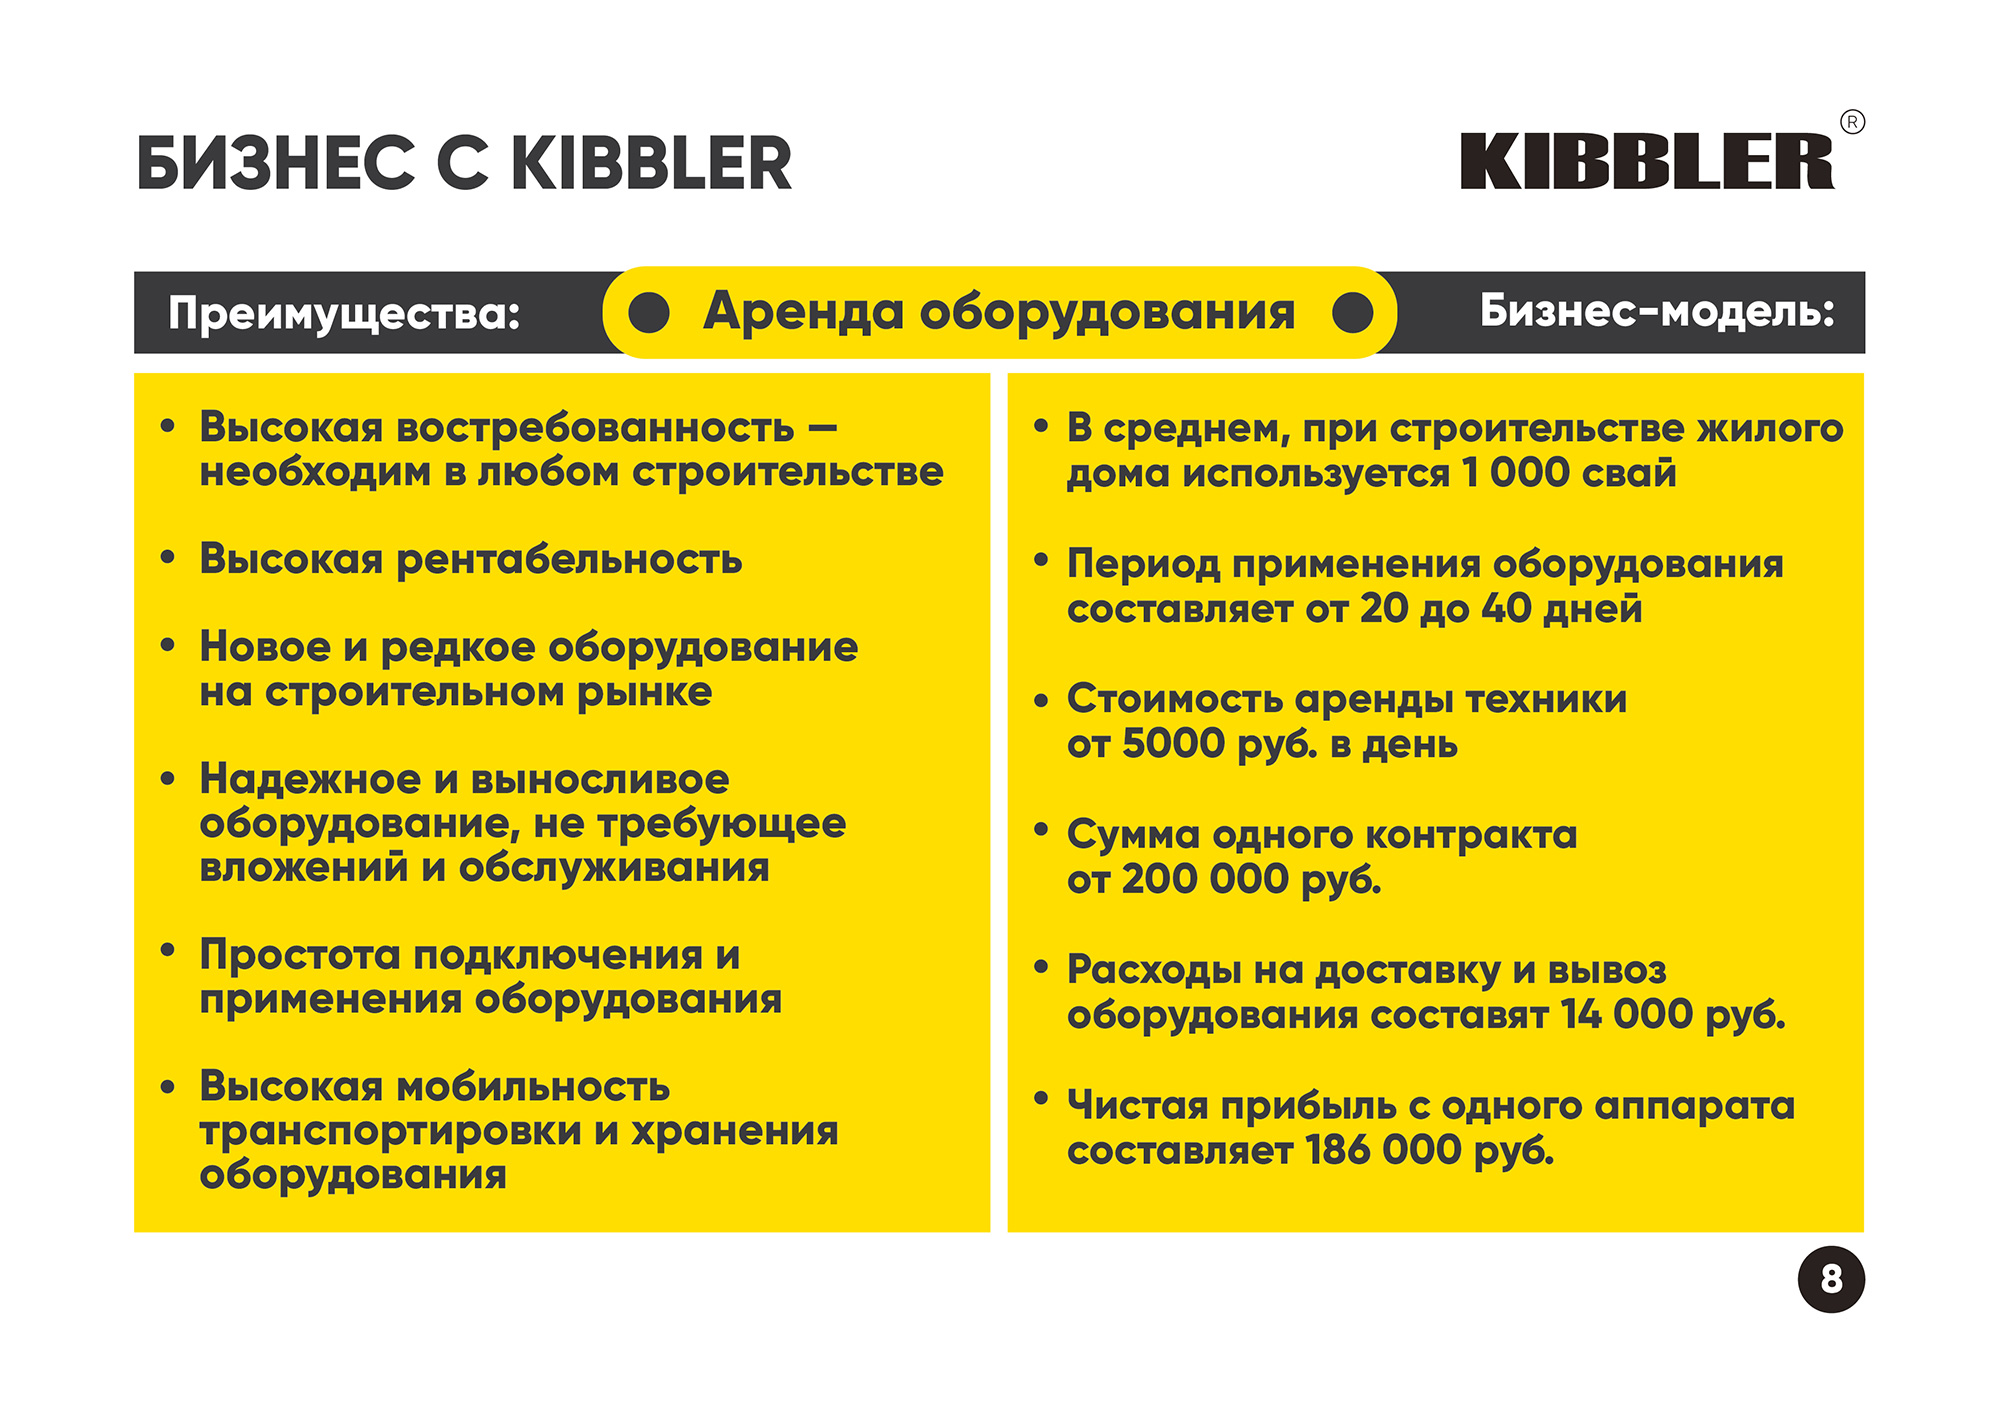 БИЗНЕС С KIBBLER
KIBBLER ®
Преимущества:
Аренда оборудования
Бизнес-модель:
• Высокая востребованность —
необходим в любом строительстве
• Высокая рентабельность
• Новое и редкое оборудование
на строительном рынке
• Надежное и выносливое
оборудование, не требующее
вложений и обслуживания
• Простота подключения и
применения оборудования
• Высокая мобильность
транспортировки и хранения
оборудования
• В среднем, при строительстве жилого
дома используется 1 000 свай
• Период применения оборудования
составляет от 20 до 40 дней
• Стоимость аренды техники
от 5000 руб. в день
• Сумма одного контракта
от 200 000 руб.
• Расходы на доставку и вывоз
оборудования составят 14 000 руб.
• Чистая прибыль с одного аппарата
составляет 186 000 руб.
8